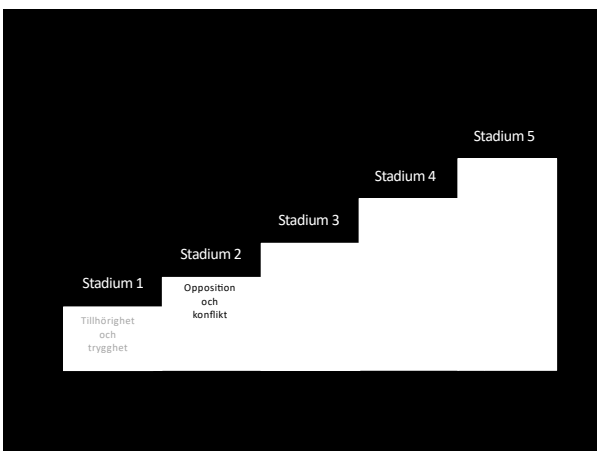 Stadium 5
Stadium 4
Stadium 3
Stadium 2
Stadium 1
Opposition
och
konflikt
Tillhörighet
och
trygghet